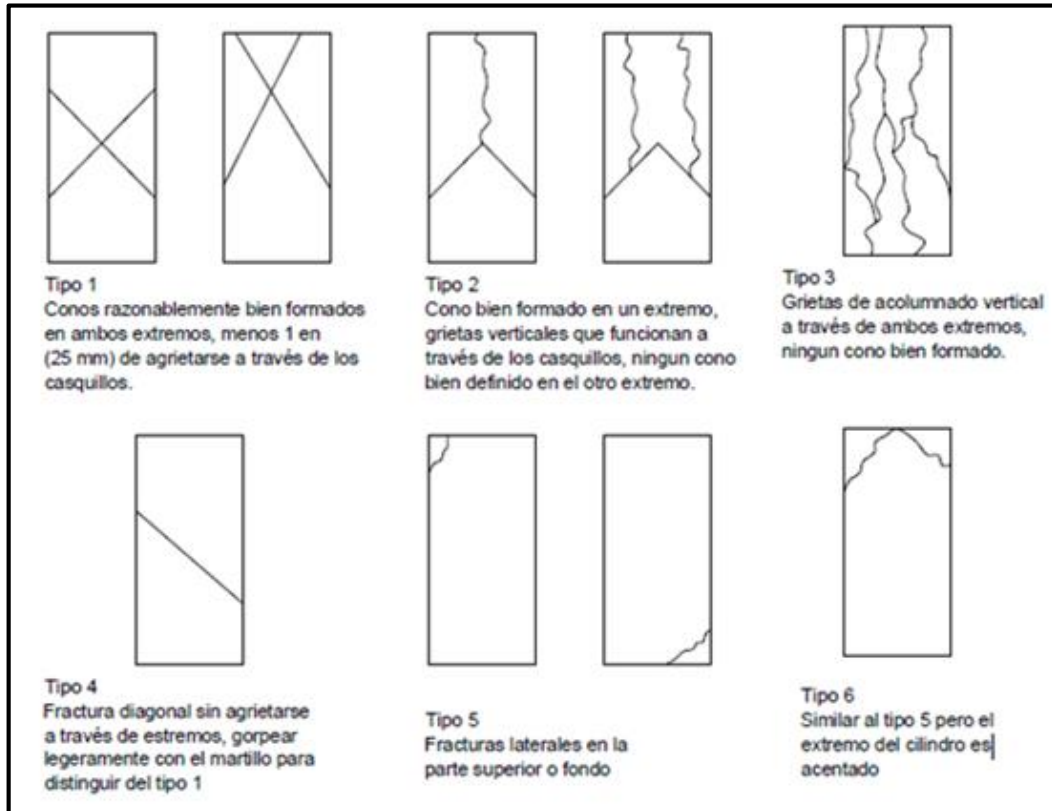 Tipo 1
Conos razonablemente bien formados
en ambos extremos, menos 1 en
(25 mm) de agrietarse a través de los
casquillos.
Tipo 2
Cono bien formado en un extremo,
grietas verticales que funcionan a
través de los casquillos, ningun cono
bien definido en el otro extremo.
Tipo 3
Grietas de acolumnado vertical
a través de ambos extremos,
ningun cono bien formado.
Tipo 4
Fractura diagonal sin agrietarse
a través de estremos, gorpear
legeramente con el martillo para
distinguir del tipo 1
Tipo 5
Fracturas laterales en la
parte superior o fondo
Tipo 6
Similar al tipo 5 pero el
extremo del cilindro es
acentado